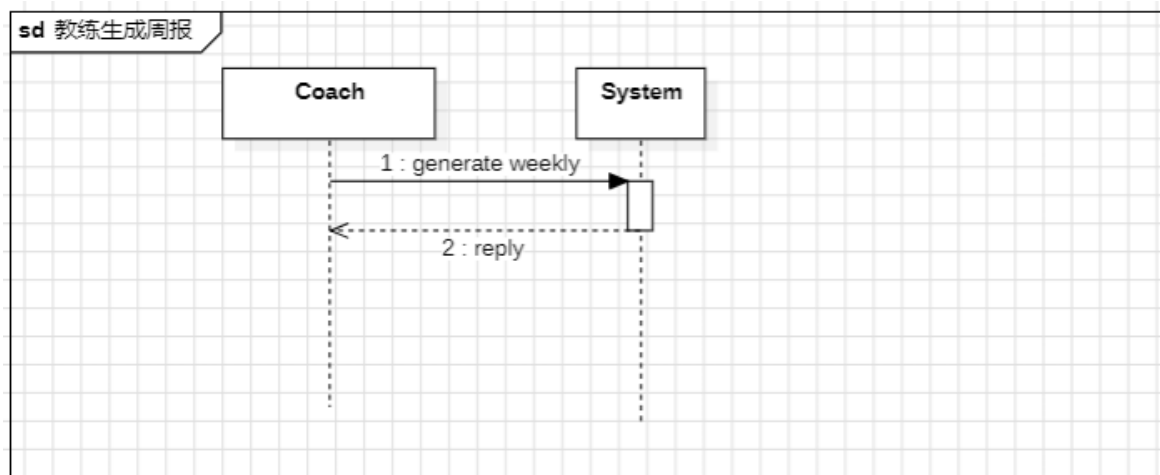 sd 教练生成周报
Coach
System
1 : generate weekly
2 : reply